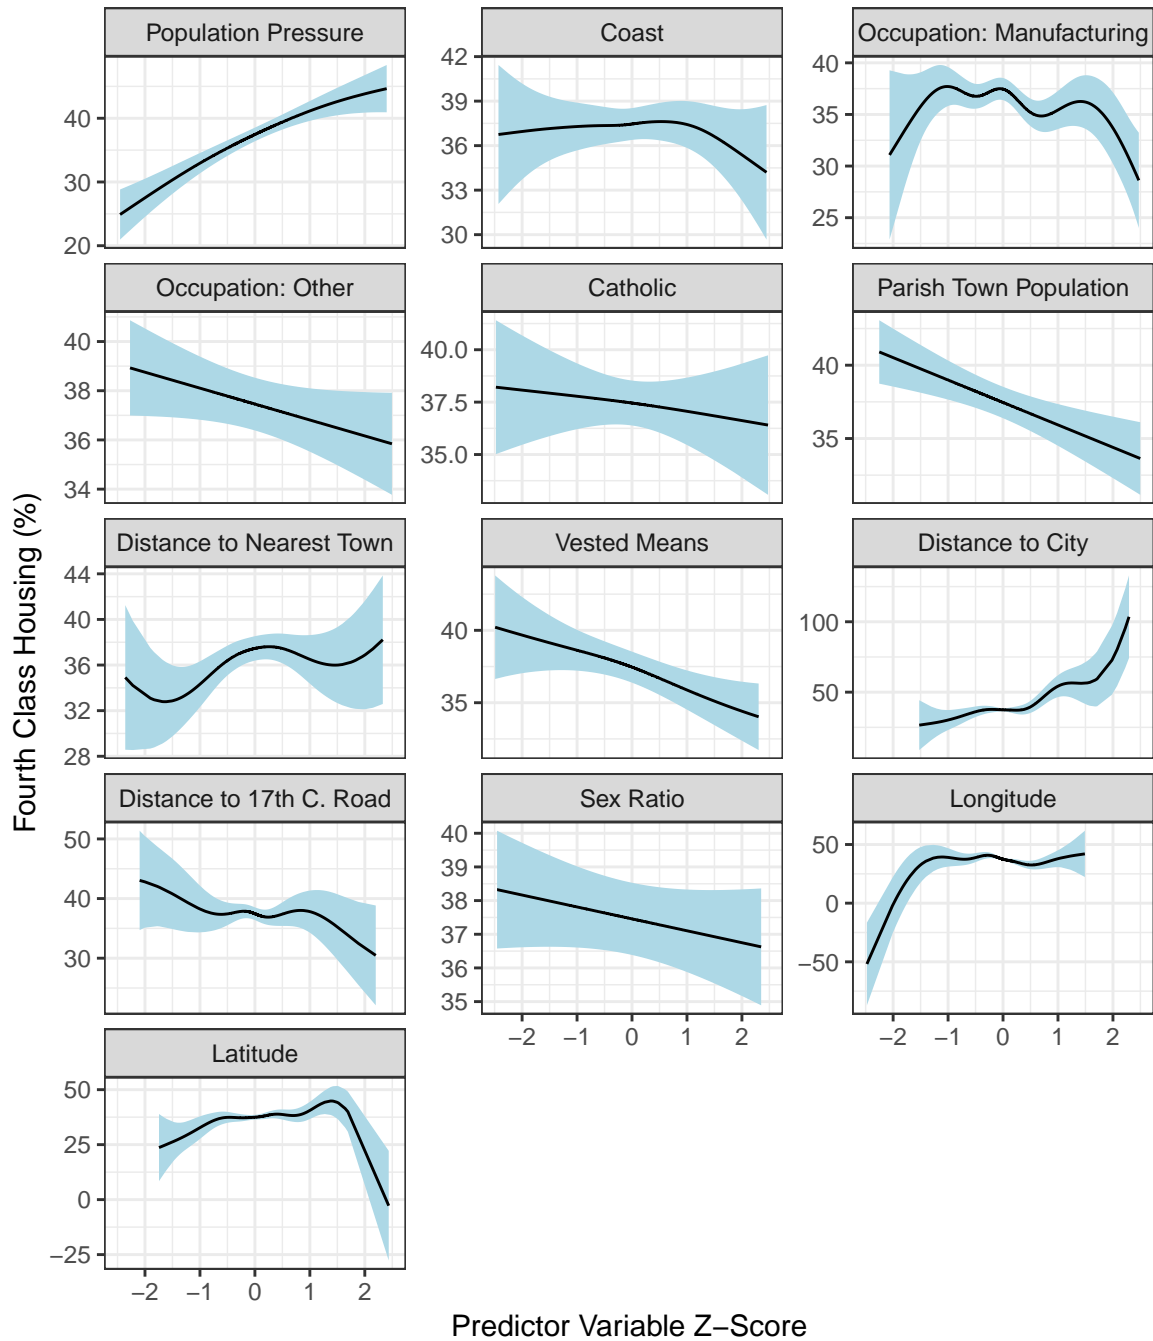 Population Pressure
Coast
Occupation: Manufacturing
40
30
20
42
39
36
33
30
40
35
30
25
Occupation: Other
Catholic
Parish Town Population
40
38
36
34
40.0
37.5
35.0
40
35
Distance to Nearest Town
Vested Means
Distance to City
44
40
36
32
28
40
35
100
50
Distance to 17th C. Road
Sex Ratio
Longitude
50
40
30
40
39
38
37
36
35
50
0
−50
−2 −1 0 1 2
−2 −1 0 1 2
Latitude
50
25
0
−25
−2 −1 0 1 2
Fourth Class Housing (%)
Predictor Variable Z−Score